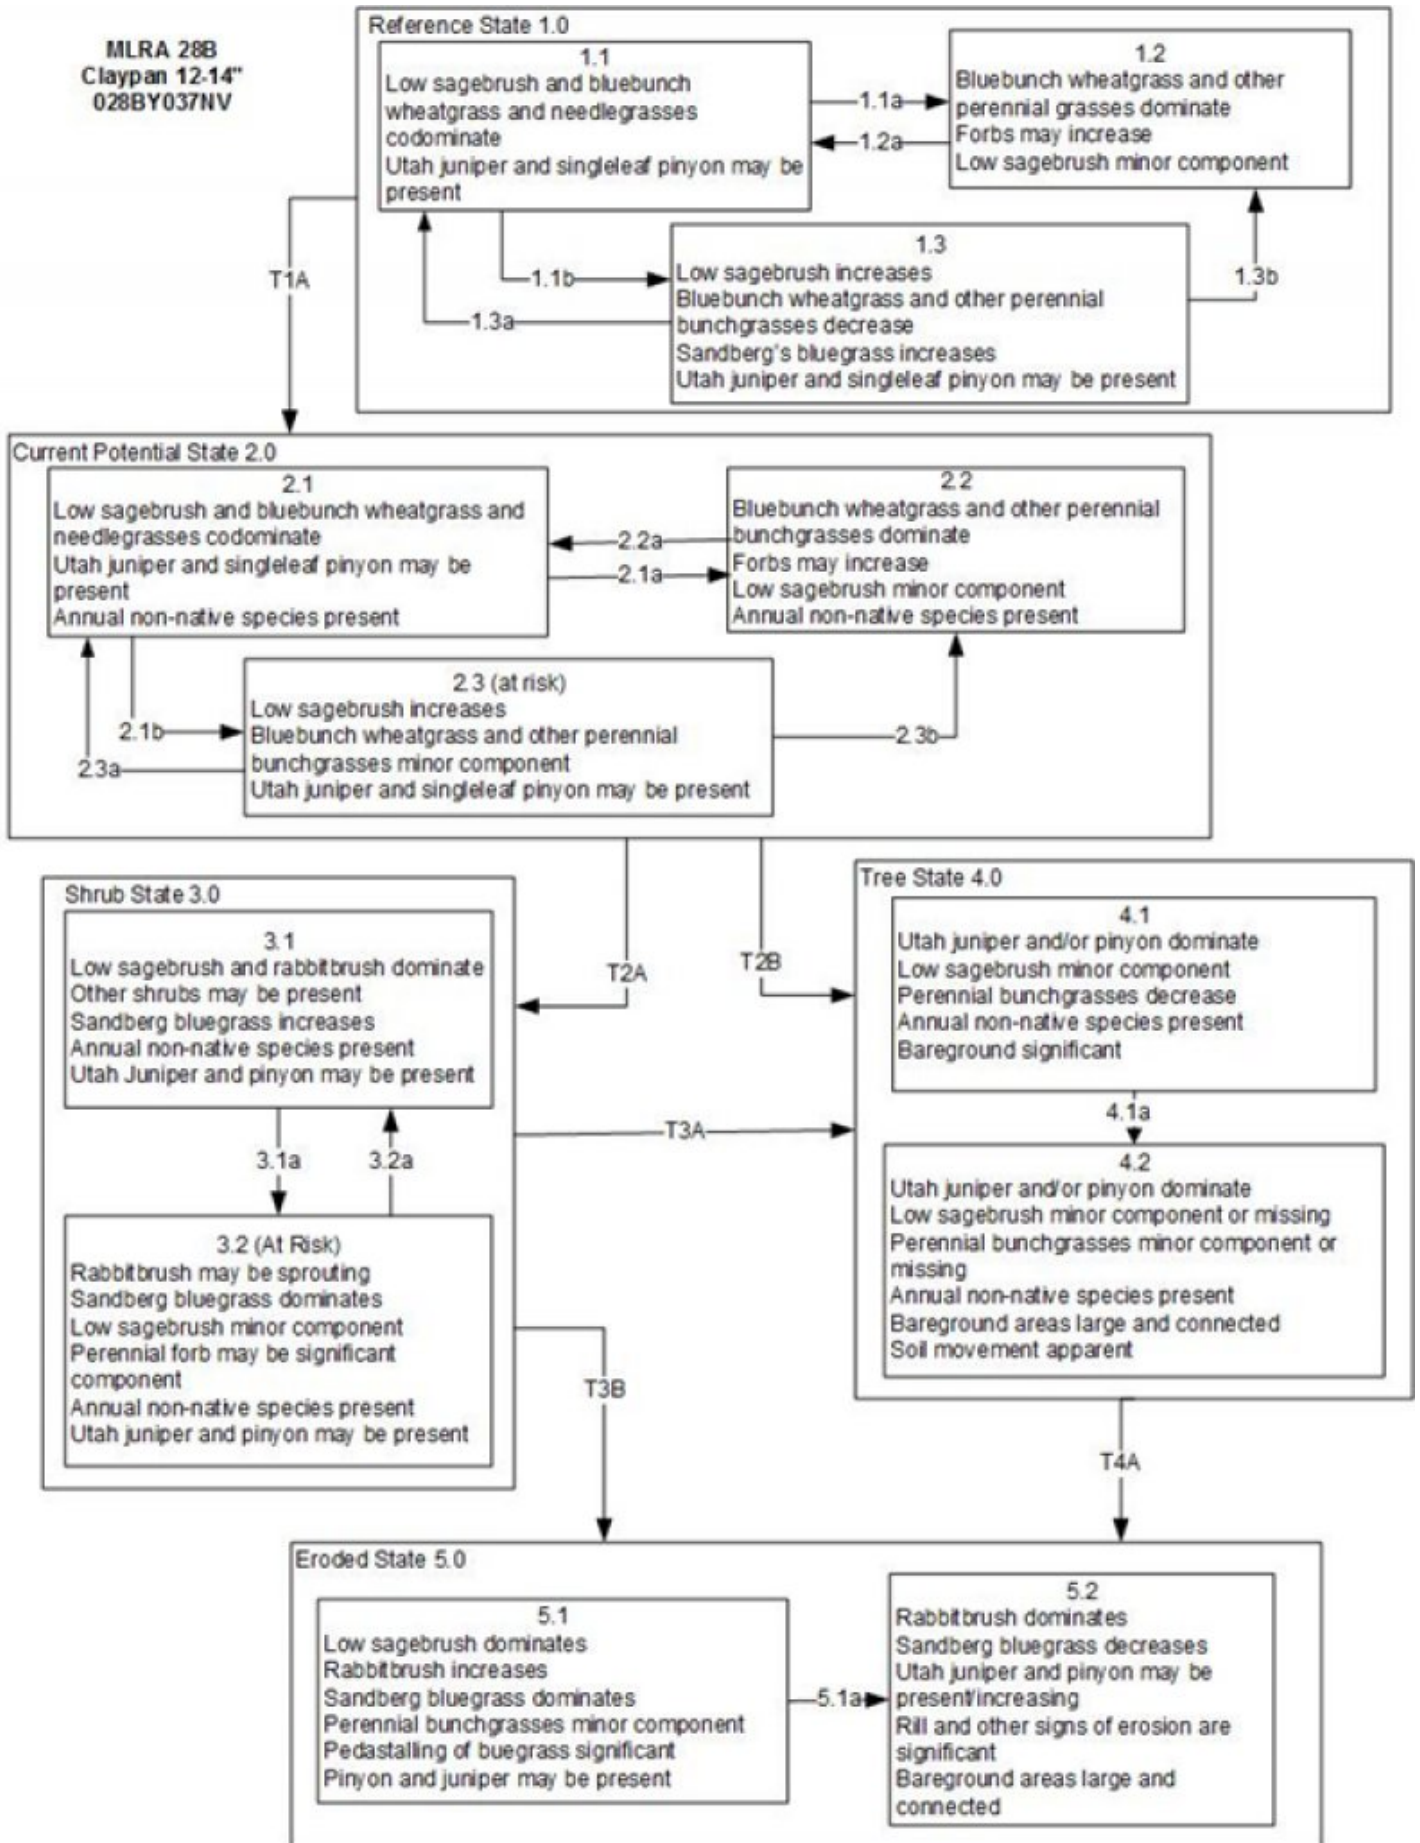 MLRA 28B
Claypan 12-14"
028BY037NV
Reference State 1.0
1.1
Low sagebrush and bluebunch
wheatgrass and needlegrasses
codominate
Utah juniper and singleleaf pinyon may be
present
1.1a
1.2a
1.2
Bluebunch wheatgrass and other
perennial grasses dominate
Forbs may increase
Low sagebrush minor component
1.1b
1.3a
1.3
Low sagebrush increases
Bluebunch wheatgrass and other perennial
bunchgrasses decrease
Sandberg's bluegrass increases
Utah juniper and singleleaf pinyon may be present
1.3b
T1A
Current Potential State 2.0
2.1
Low sagebrush and bluebunch wheatgrass and
needlegrasses codominate
Utah juniper and singleleaf pinyon may be
present
Annual non-native species present
2.2a
2.1a
2.2
Bluebunch wheatgrass and other perennial
bunchgrasses dominate
Forbs may increase
Low sagebrush minor component
Annual non-native species present
2.1b
2.3a
2.3 (at risk)
Low sagebrush increases
Bluebunch wheatgrass and other perennial
bunchgrasses minor component
Utah juniper and singleleaf pinyon may be present
2.3b
T2A
T2B
Shrub State 3.0
3.1
Low sagebrush and rabbitbrush dominate
Other shrubs may be present
Sandberg bluegrass increases
Annual non-native species present
Utah Juniper and pinyon may be present
3.1a
3.2a
3.2 (At Risk)
Rabbitbrush may be sprouting
Sandberg bluegrass dominates
Low sagebrush minor component
Perennial forb may be significant
component
Annual non-native species present
Utah juniper and pinyon may be present
T3A
T3B
Tree State 4.0
4.1
Utah juniper and/or pinyon dominate
Low sagebrush minor component
Perennial bunchgrasses decrease
Annual non-native species present
Bareground significant
4.1a
4.2
Utah juniper and/or pinyon dominate
Low sagebrush minor component or missing
Perennial bunchgrasses minor component or
missing
Annual non-native species present
Bareground areas large and connected
Soil movement apparent
T4A
Eroded State 5.0
5.1
Low sagebrush dominates
Rabbitbrush increases
Sandberg bluegrass dominates
Perennial bunchgrasses minor component
Pedastalling of buegrass significant
Pinyon and juniper may be present
5.1a
5.2
Rabbitbrush dominates
Sandberg bluegrass decreases
Utah juniper and pinyon may be
present/increasing
Rill and other signs of erosion are
significant
Bareground areas large and
connected